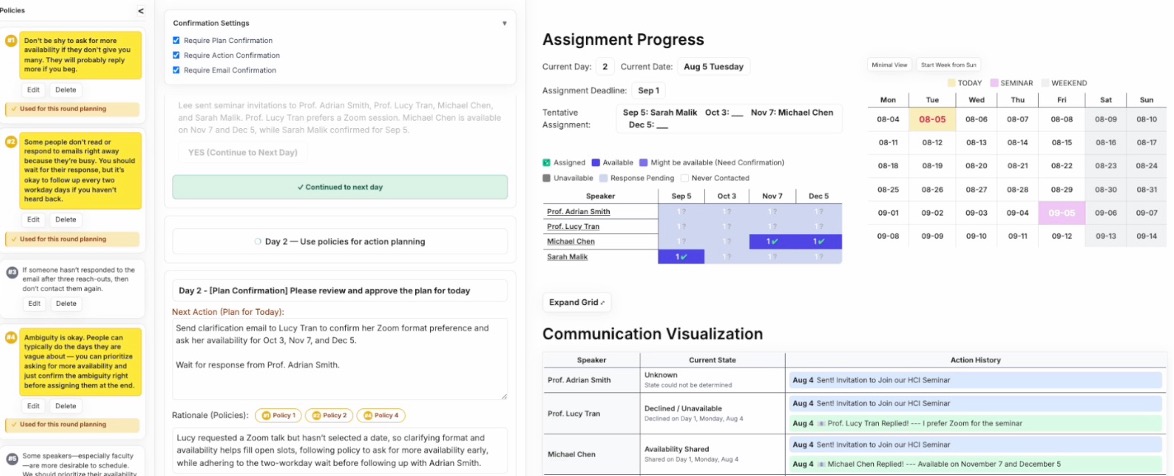 Policies
<
#1
Don't be shy to ask for more
availability if they don't give you
many. They will probably reply
more if you beg.
Edit Delete
✓ Used for this round planning
#2
Some people don't read or
respond to emails right away
because they're busy. You should
wait for their response, but it's
okay to follow up every two
workday days if you haven't
heard back.
Edit Delete
✓ Used for this round planning
#3
If someone hasn't responded to the
email after three reach-outs, then
don't contact them again.
Edit Delete
#4
Ambiguity is okay. People can
typically do the days they are
vague about — you can prioritize
asking for more availability and
just confirm the ambiguity right
before assigning them at the end.
Edit Delete
✓ Used for this round planning
#5
Some speakers—especially faculty
—are more desirable to schedule.
We should prioritize their availability
Confirmation Settings ▼
Require Plan Confirmation
Require Action Confirmation
Require Email Confirmation
Lee sent seminar invitations to Prof. Adrian Smith, Prof. Lucy Tran, Michael Chen,
and Sarah Malik. Prof. Lucy Tran prefers a Zoom session. Michael Chen is available
on Nov 7 and Dec 5, while Sarah Malik confirmed for Sep 5.
YES (Continue to Next Day)
✓ Continued to next day
Day 2 — Use policies for action planning
Day 2 - [Plan Confirmation] Please review and approve the plan for today
Next Action (Plan for Today):
Send clarification email to Lucy Tran to confirm her Zoom format preference and
ask her availability for Oct 3, Nov 7, and Dec 5.
Wait for response from Prof. Adrian Smith.
Rationale (Policies): #1 Policy 1 #2 Policy 2 #4 Policy 4
Lucy requested a Zoom talk but hasn't selected a date, so clarifying format and
availability helps fill open slots, following policy to ask for more availability early,
while adhering to the two-workday wait before following up with Adrian Smith.
Assignment Progress
Current Day: 2 Current Date: Aug 5 Tuesday
Assignment Deadline: Sep 1
Tentative
Assignment:
Sep 5: Sarah Malik Oct 3: ___ Nov 7: Michael Chen
Dec 5: ___
Assigned Available Might be available (Need Confirmation)
Unavailable Response Pending Never Contacted
Speaker Sep 5 Oct 3 Nov 7 Dec 5
Prof. Adrian Smith 1 ? 1 ? 1 ? 1 ?
Prof. Lucy Tran 1 ? 1 ? 1 ? 1 ?
Michael Chen 1 ? 1 ? 1 ✓ 1 ✓
Sarah Malik 1 ✓ 1 ? 1 ? 1 ?
Expand Grid
Minimal View Start Week from Sun
TODAY SEMINAR WEEKEND
Mon Tue Wed Thu Fri Sat Sun
08-04 08-05 08-06 08-07 08-08 08-09 08-10
08-11 08-12 08-13 08-14 08-15 08-16 08-17
08-18 08-19 08-20 08-21 08-22 08-23 08-24
08-25 08-26 08-27 08-28 08-29 08-30 08-31
09-01 09-02 09-03 09-04 09-05 09-06 09-07
09-08 09-09 09-10 09-11 09-12 09-13 09-14
Communication Visualization
Speaker Current State Action History
Prof. Adrian Smith
Unknown
State could not be determined
Aug 4 Sent! Invitation to Join our HCI Seminar
Prof. Lucy Tran
Declined / Unavailable
Declined on Day 1, Monday, Aug 4
Aug 4 Sent! Invitation to Join our HCI Seminar
Aug 4 Prof. Lucy Tran Replied! --- I prefer Zoom for the seminar
Michael Chen
Availability Shared
Shared on Day 1, Monday, Aug 4
Aug 4 Sent! Invitation to Join our HCI Seminar
Aug 4 Michael Chen Replied! --- Available on November 7 and December 5